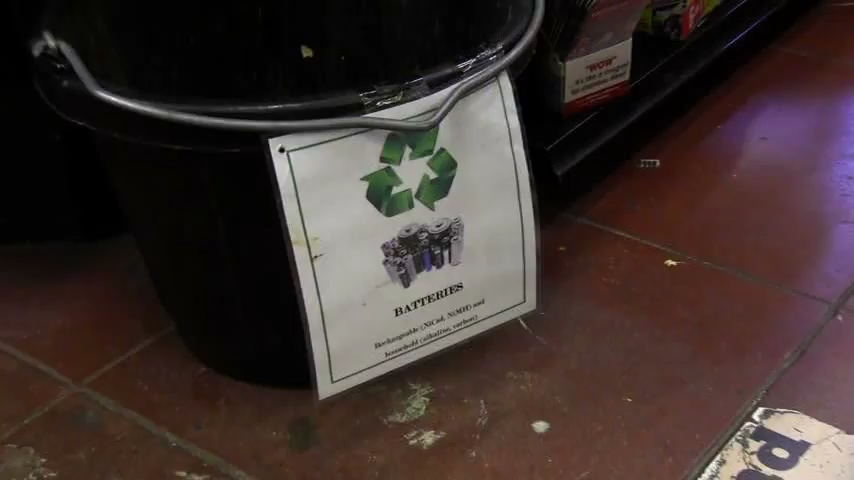 "WOW"
BATTERIES
Rechargeable (NiCad, NiMH) and
household (alkaline, carbon)